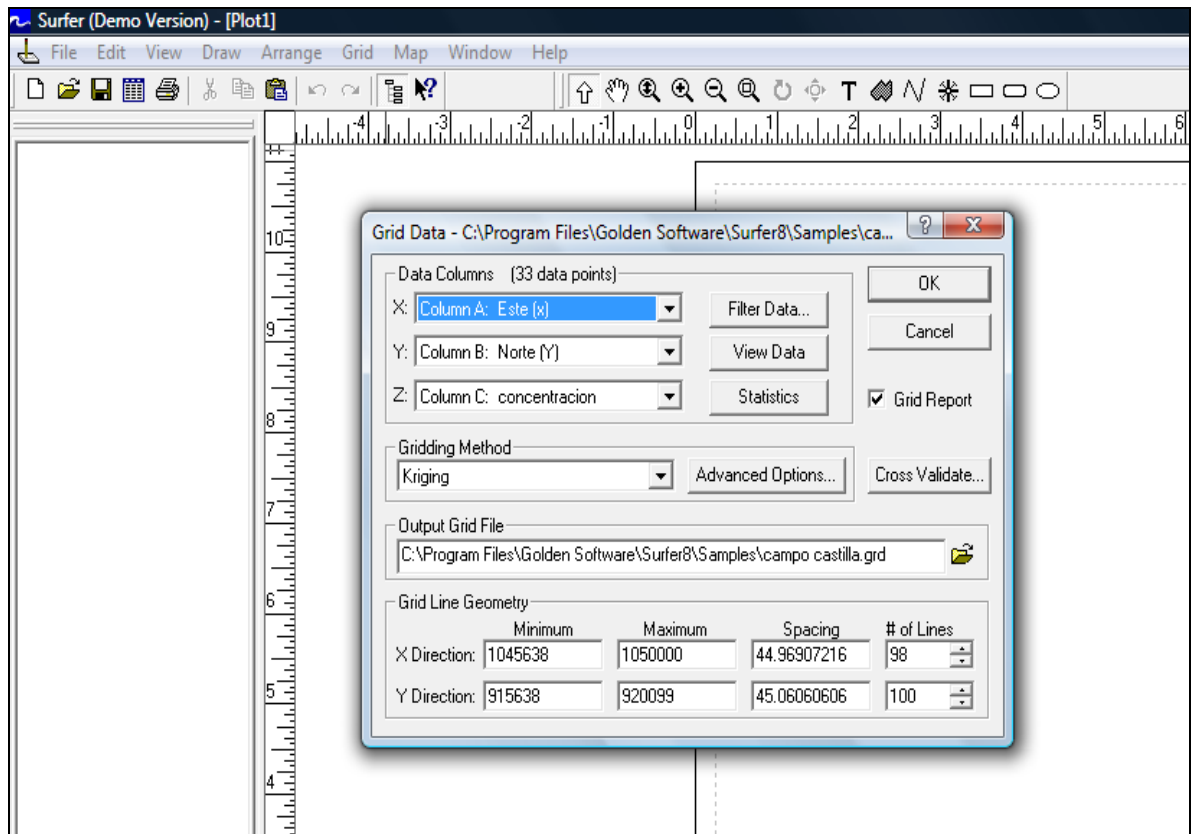 Surfer (Demo Version) - [Plot1]
File Edit View Draw Arrange Grid Map Window Help
T
-4 -3 -2 -1 0 1 2 3 4 5 6
10
9
8
7
6
5
4
Grid Data - C:\Program Files\Golden Software\Surfer8\Samples\ca...
Data Columns (33 data points)
X: Column A: Este (x)
Filter Data...
OK
Y: Column B: Norte (Y)
View Data
Cancel
Z: Column C: concentracion
Statistics
Grid Report
Gridding Method
Kriging
Advanced Options...
Cross Validate...
Output Grid File
C:\Program Files\Golden Software\Surfer8\Samples\campo castilla.grd
Grid Line Geometry
Minimum Maximum Spacing # of Lines
X Direction: 1045638 1050000 44.96907216 98
Y Direction: 915638 920099 45.06060606 100